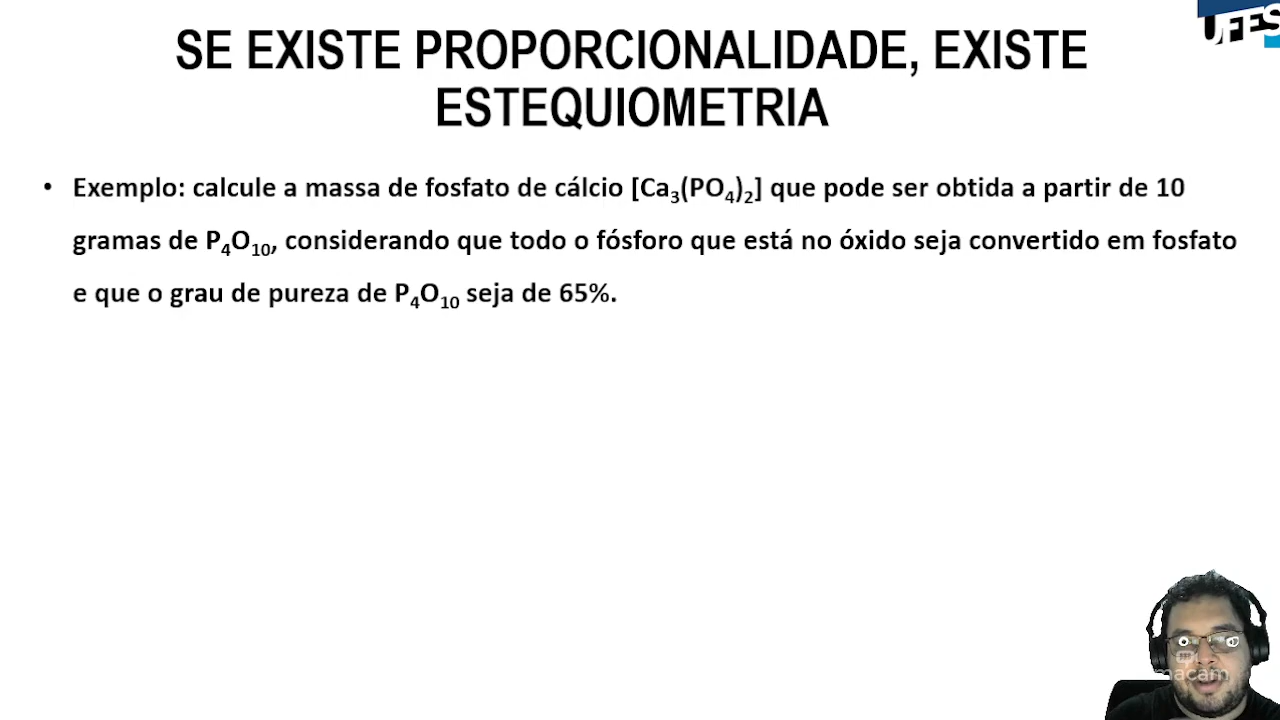 UFES
SE EXISTE PROPORCIONALIDADE, EXISTE
ESTEQUIOMETRIA
• Exemplo: calcule a massa de fosfato de cálcio [Ca₃(PO₄)₂] que pode ser obtida a partir de 10
gramas de P₄O₁₀, considerando que todo o fósforo que está no óxido seja convertido em fosfato
e que o grau de pureza de P₄O₁₀ seja de 65%.
macam